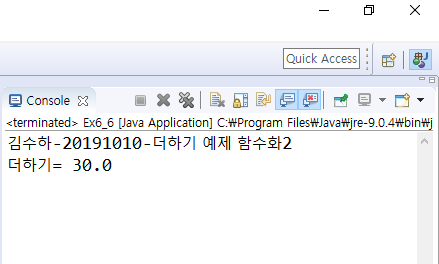 Quick Access
Console
<terminated> Ex6_6 [Java Application] C:₩Program Files₩Java₩jre-9.0.4₩bin₩j
김수하-20191010-더하기 예제 함수화2
더하기= 30.0